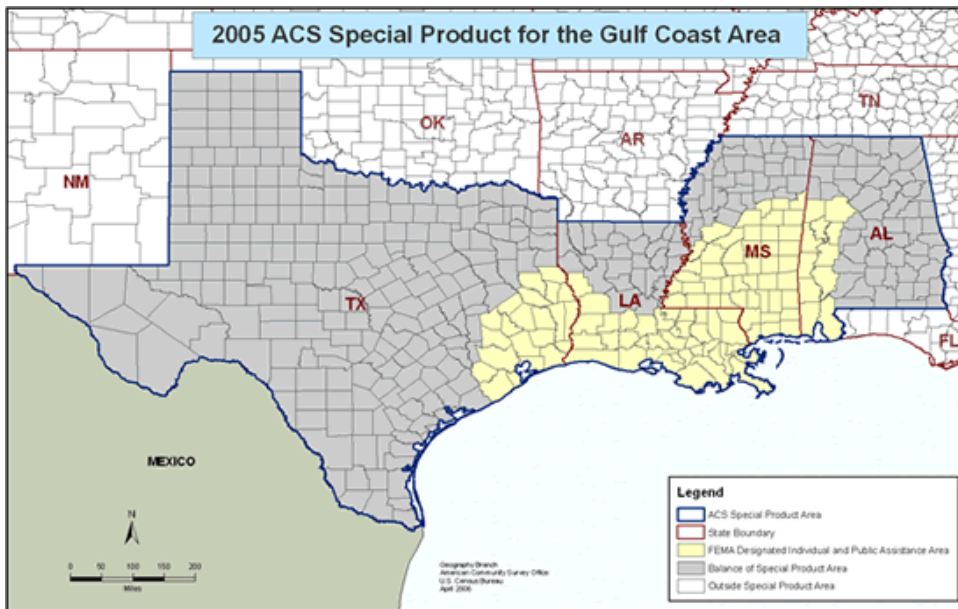 2005 ACS Special Product for the Gulf Coast Area
TN
OK
AR
NM
MS
AL
TX
LA
FL
MEXICO
N
0 50 100 200
Miles
Geography Branch
American Community Survey Office
U.S. Census Bureau
April 2006
Legend
ACS Special Product Area
State Boundary
FEMA Designated Individual and Public Assistance Area
Balance of Special Product Area
Outside Special Product Area